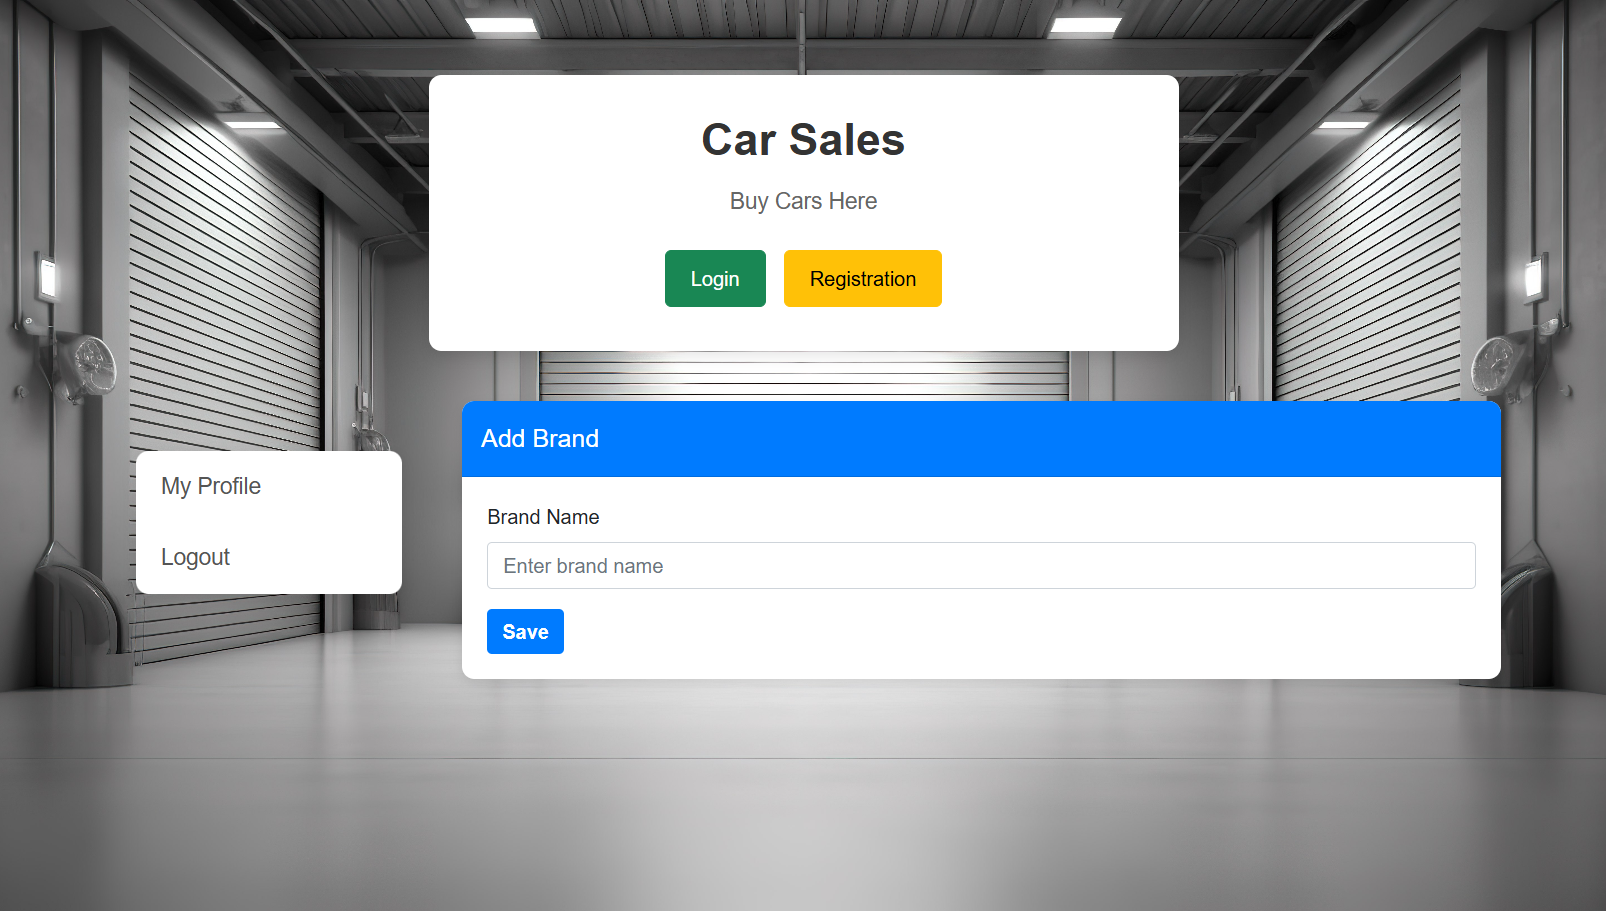 Car Sales
Buy Cars Here
Login
Registration
My Profile
Logout
Add Brand
Brand Name
Enter brand name
Save